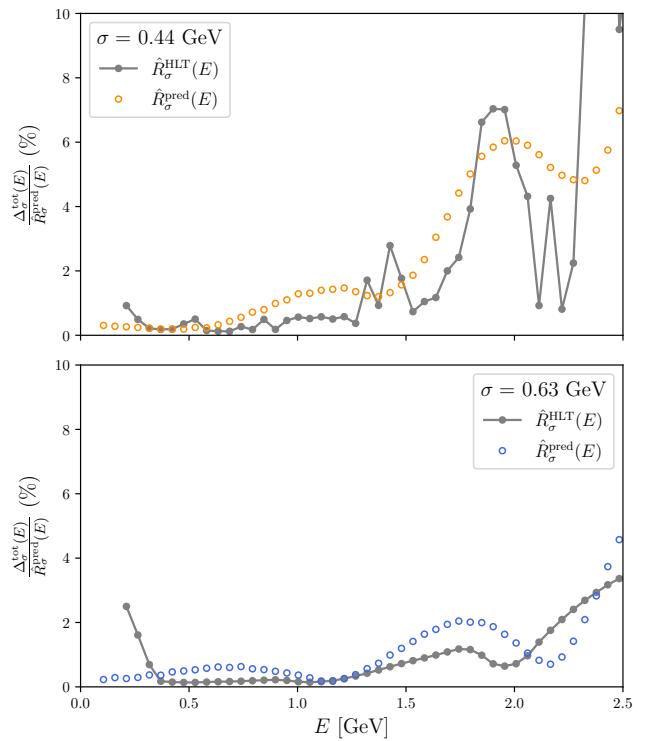 10
8
6
4
2
0
Δσtot(E) / R̂σpred(E) (%)
σ = 0.44 GeV
R̂σHLT(E)
R̂σpred(E)
10
8
6
4
2
0
Δσtot(E) / R̂σpred(E) (%)
σ = 0.63 GeV
R̂σHLT(E)
R̂σpred(E)
0.0 0.5 1.0 1.5 2.0 2.5
E [GeV]